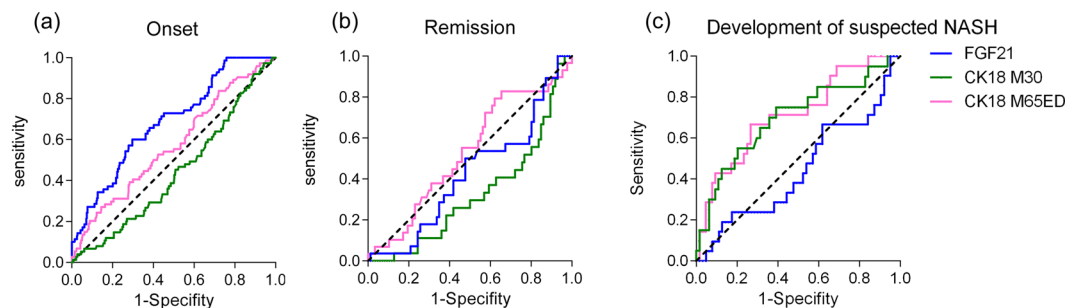 (a)
Onset
sensitivity
1.0
0.8
0.6
0.4
0.2
0.0
0.0 0.2 0.4 0.6 0.8 1.0
1-Specifity
(b)
Remission
sensitivity
1.0
0.8
0.6
0.4
0.2
0.0
0.0 0.2 0.4 0.6 0.8 1.0
1-Specifity
(c)
Development of suspected NASH
Sensitivity
1.0
0.8
0.6
0.4
0.2
0.0
0.0 0.2 0.4 0.6 0.8 1.0
1-Specifity
FGF21
CK18 M30
CK18 M65ED